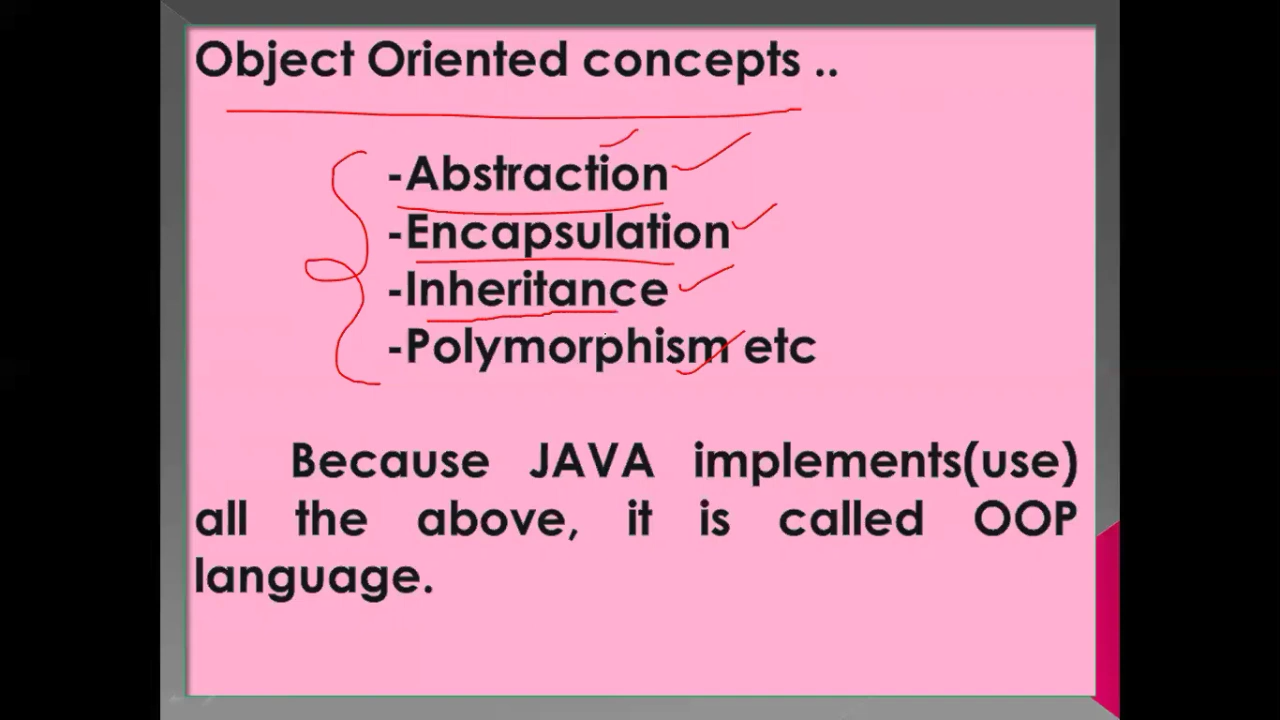 Object Oriented concepts ..
-Abstraction
-Encapsulation
-Inheritance
-Polymorphism etc
Because JAVA implements(use)
all the above, it is called OOP
language.